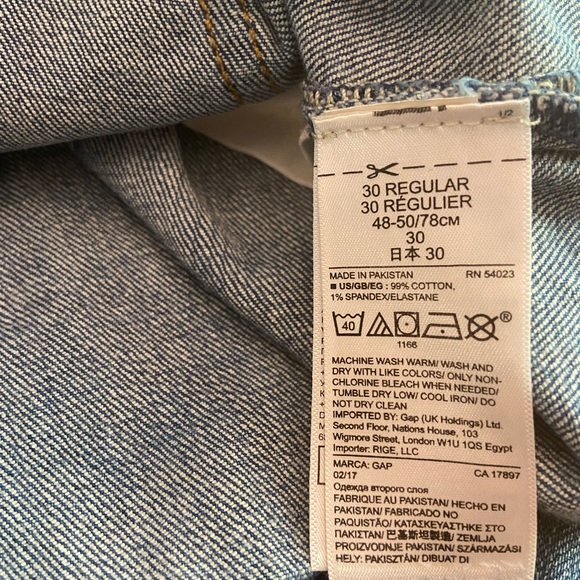 1/2
30 REGULAR
30 RÉGULIER
48-50/78CM
30
日本 30
MADE IN PAKISTAN RN 54023
■ US/GB/EG : 99% COTTON,
1% SPANDEX/ELASTANE
40 ®
1166
MACHINE WASH WARM/ WASH AND
DRY WITH LIKE COLORS/ ONLY NON-
CHLORINE BLEACH WHEN NEEDED/
TUMBLE DRY LOW/ COOL IRON/ DO
NOT DRY CLEAN
IMPORTED BY: Gap (UK Holdings) Ltd.
Second Floor, Nations House, 103
Wigmore Street, London W1U 1QS Egypt
Importer: RIGE, LLC
MARCA: GAP
02/17 CA 17897
Одежда второго слоя
FABRIQUE AU PAKISTAN/ HECHO EN
PAKISTAN/ FABRICADO NO
PAQUISTÃO/ ΚΑΤΑΣΚΕΥΑΣΤΗΚΕ ΣΤΟ
ΠΑΚΙΣΤΑΝ/ 巴基斯坦製造/ ZEMLJA
PROIZVODNJE PAKISTAN/ SZÁRMAZÁSI
HELY: PAKISZTÁN/ DIBUAT DI